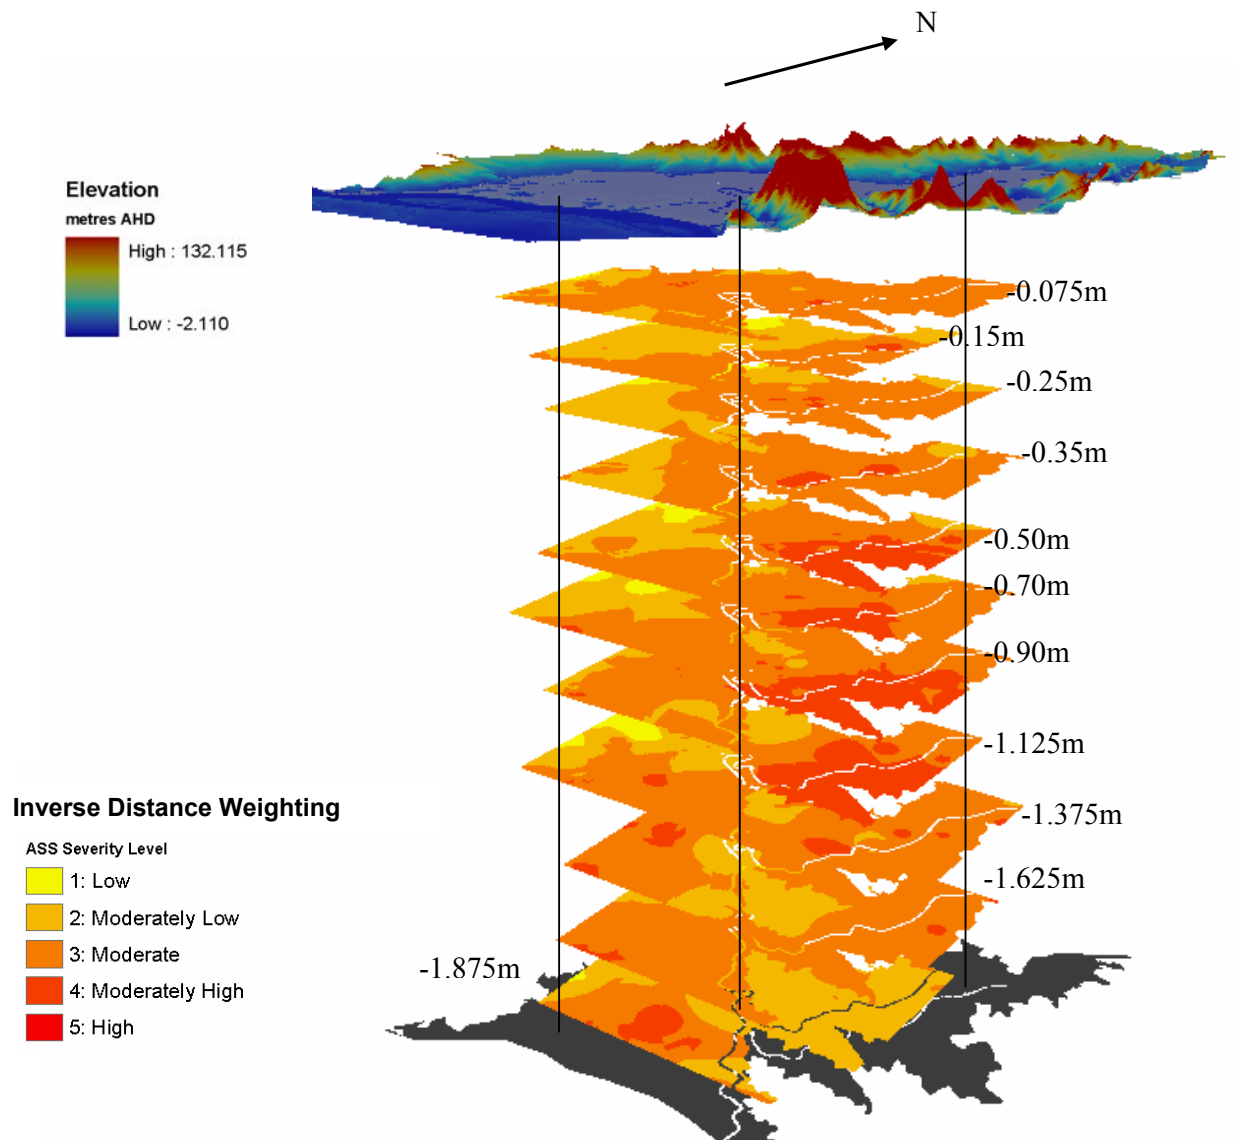 N
Elevation
metres AHD
High : 132.115
Low : -2.110
-0.075m
-0.15m
-0.25m
-0.35m
-0.50m
-0.70m
-0.90m
-1.125m
-1.375m
-1.625m
-1.875m
Inverse Distance Weighting
ASS Severity Level
1: Low
2: Moderately Low
3: Moderate
4: Moderately High
5: High